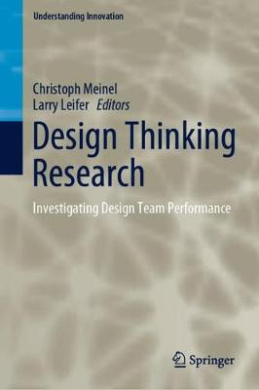 Understanding Innovation
Christoph Meinel
Larry Leifer Editors
Design Thinking
Research
Investigating Design Team Performance
Springer